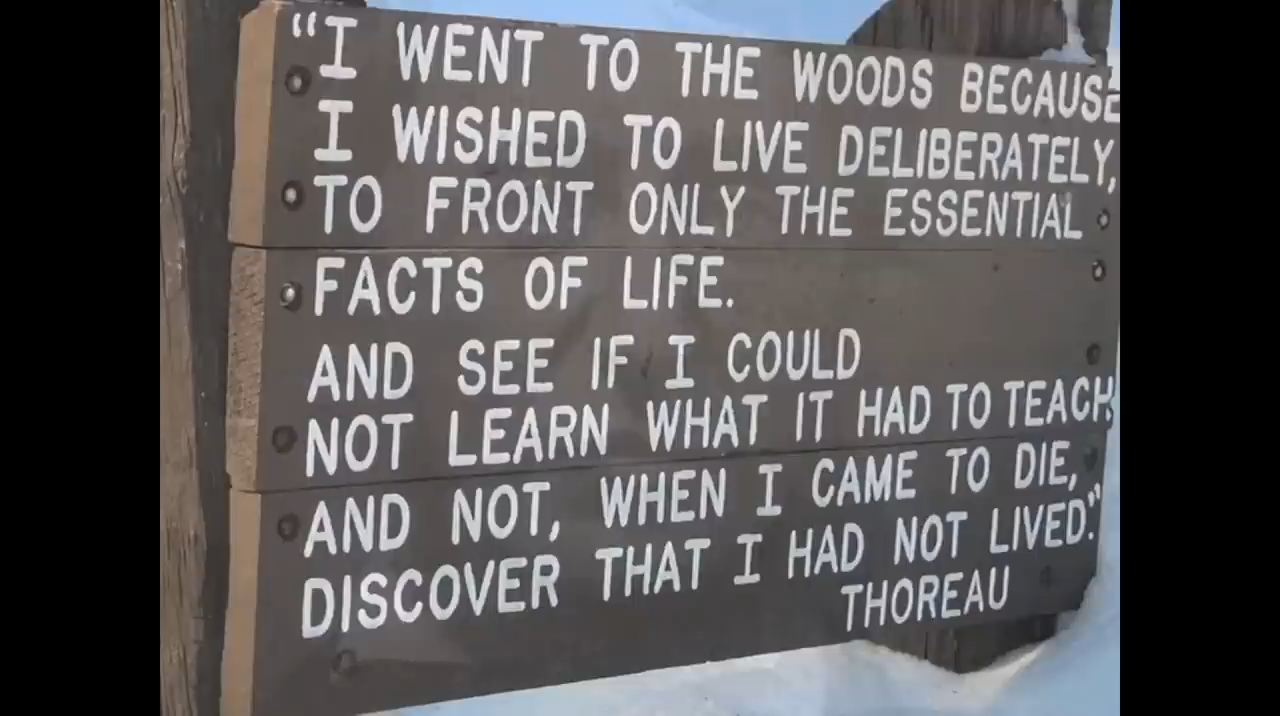 “I WENT TO THE WOODS BECAUSE
I WISHED TO LIVE DELIBERATELY,
TO FRONT ONLY THE ESSENTIAL
FACTS OF LIFE.
AND SEE IF I COULD
NOT LEARN WHAT IT HAD TO TEACH
AND NOT, WHEN I CAME TO DIE,
DISCOVER THAT I HAD NOT LIVED.”
THOREAU